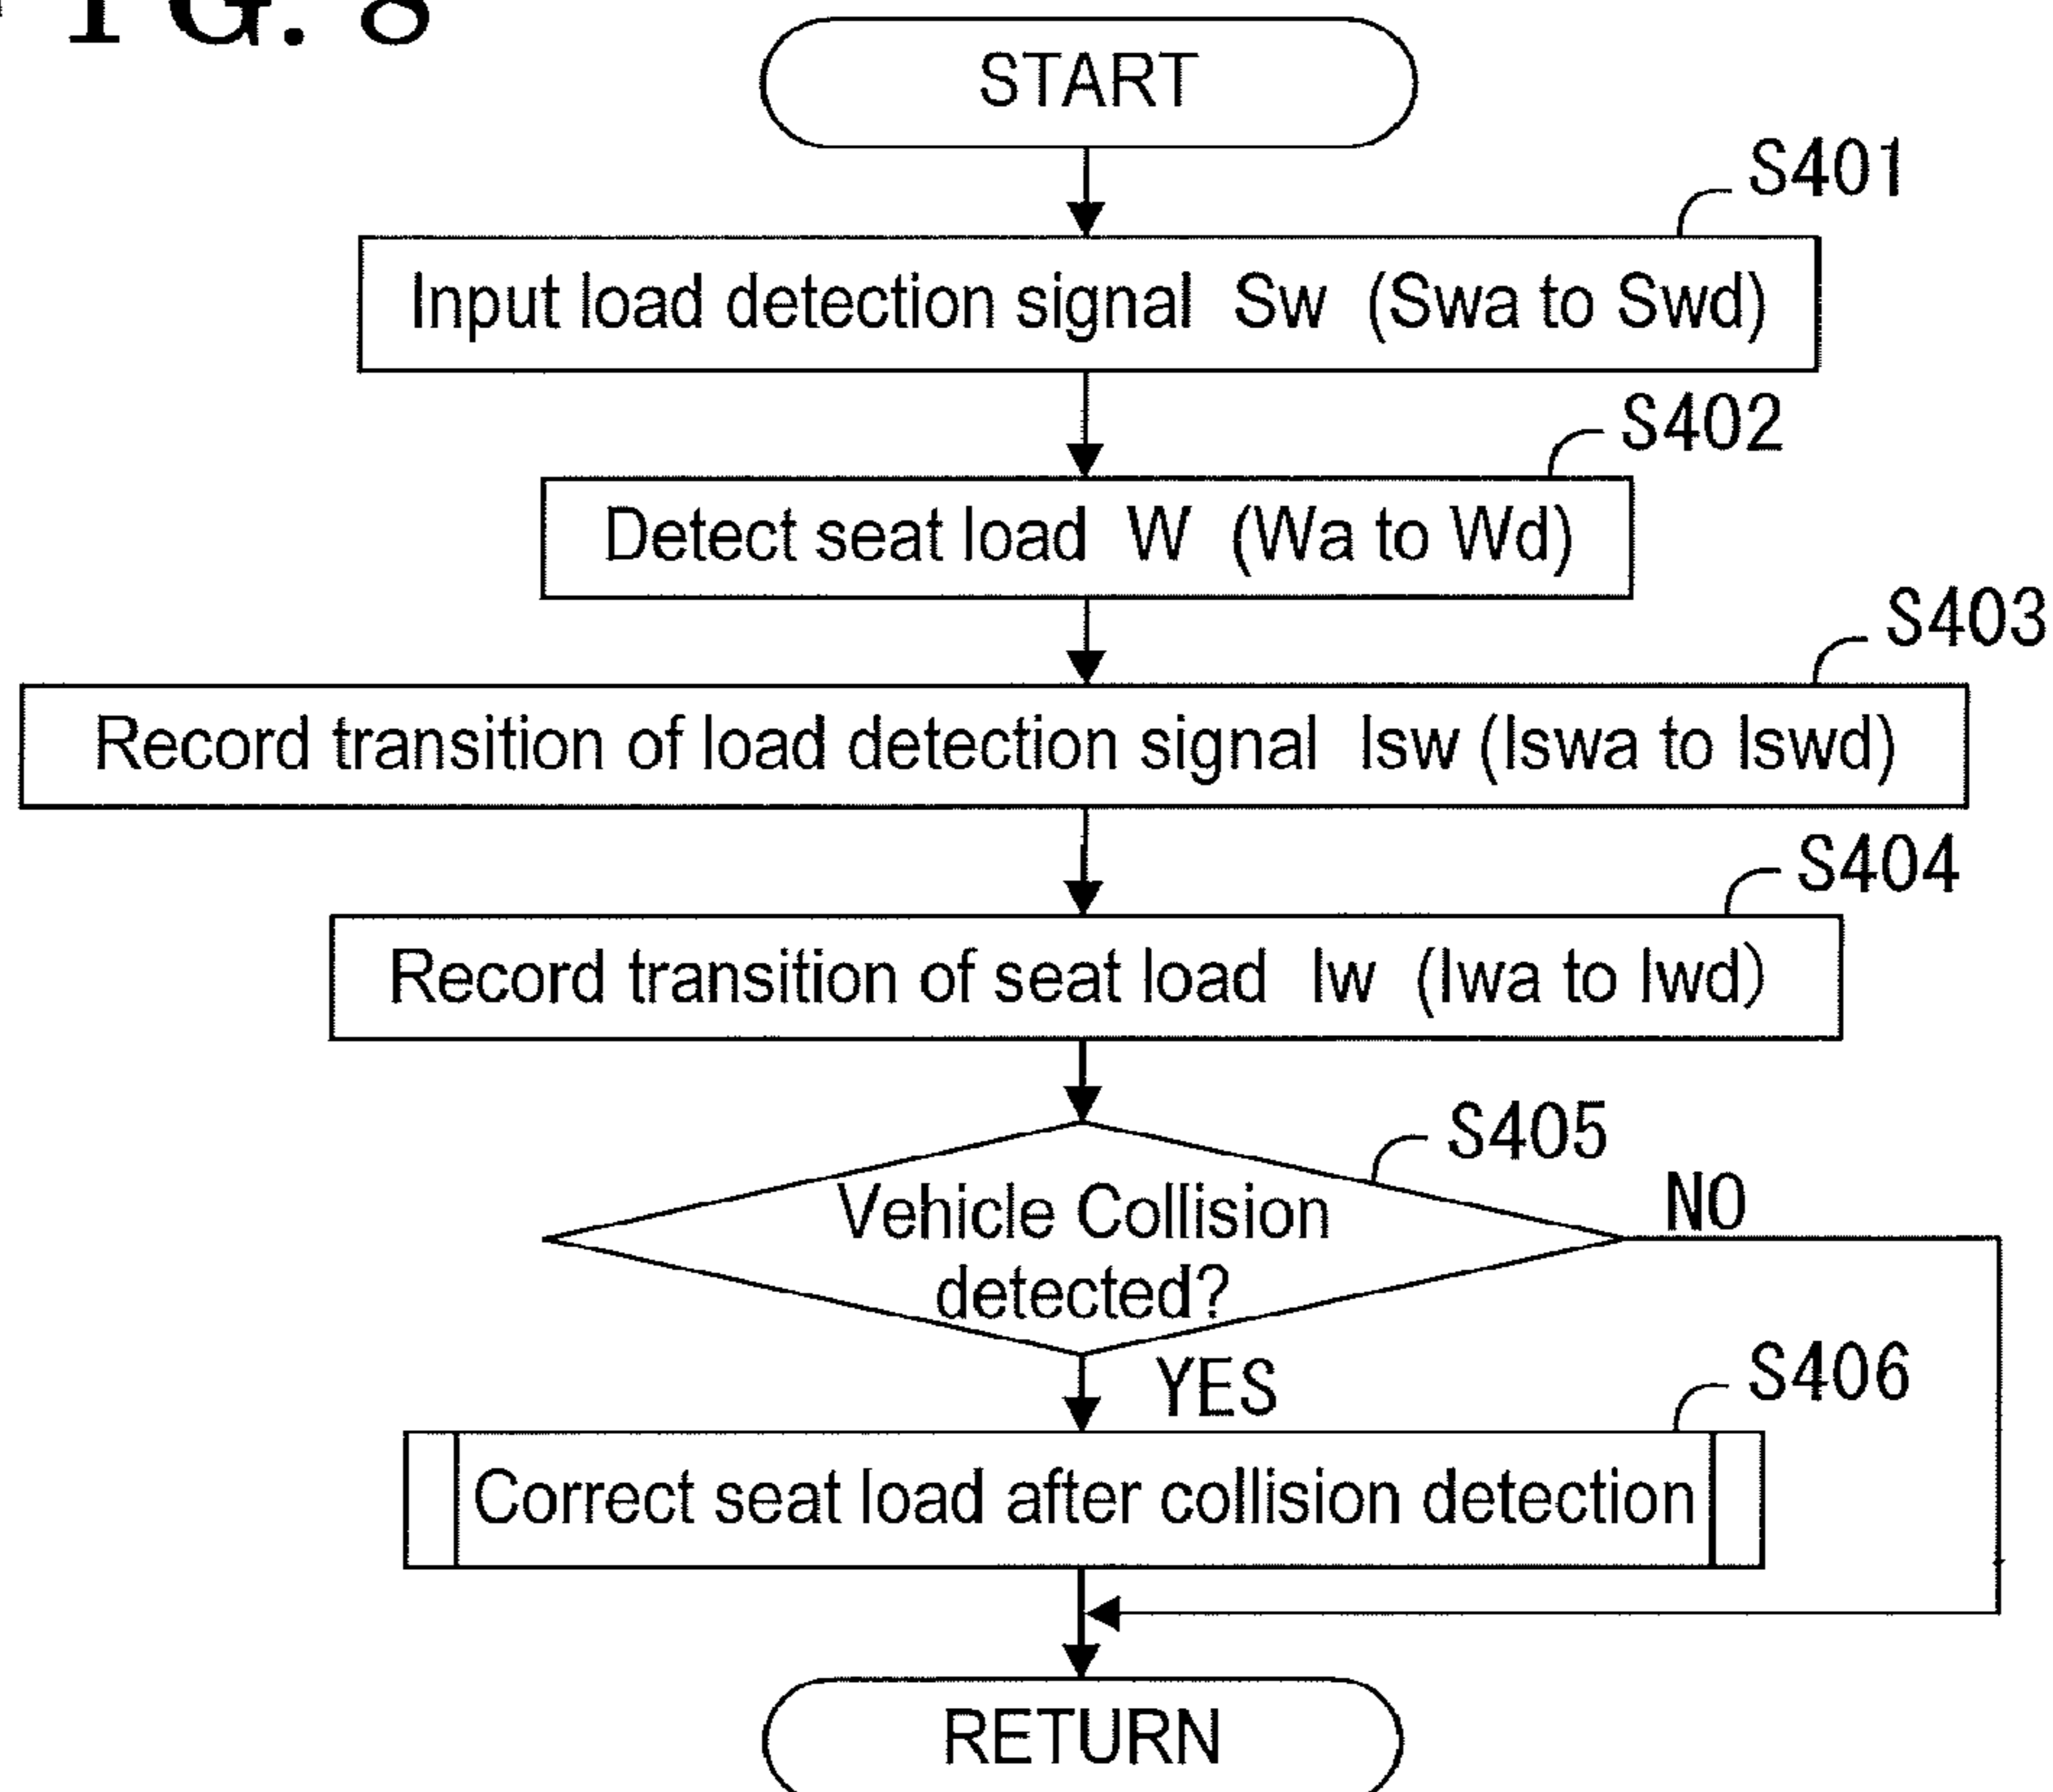 FIG. 8
START
S401
Input load detection signal Sw (Swa to Swd)
S402
Detect seat load W (Wa to Wd)
S403
Record transition of load detection signal Isw (Iswa to Iswd)
S404
Record transition of seat load Iw (Iwa to Iwd)
S405
Vehicle Collision
detected?
NO
YES
S406
Correct seat load after collision detection
RETURN